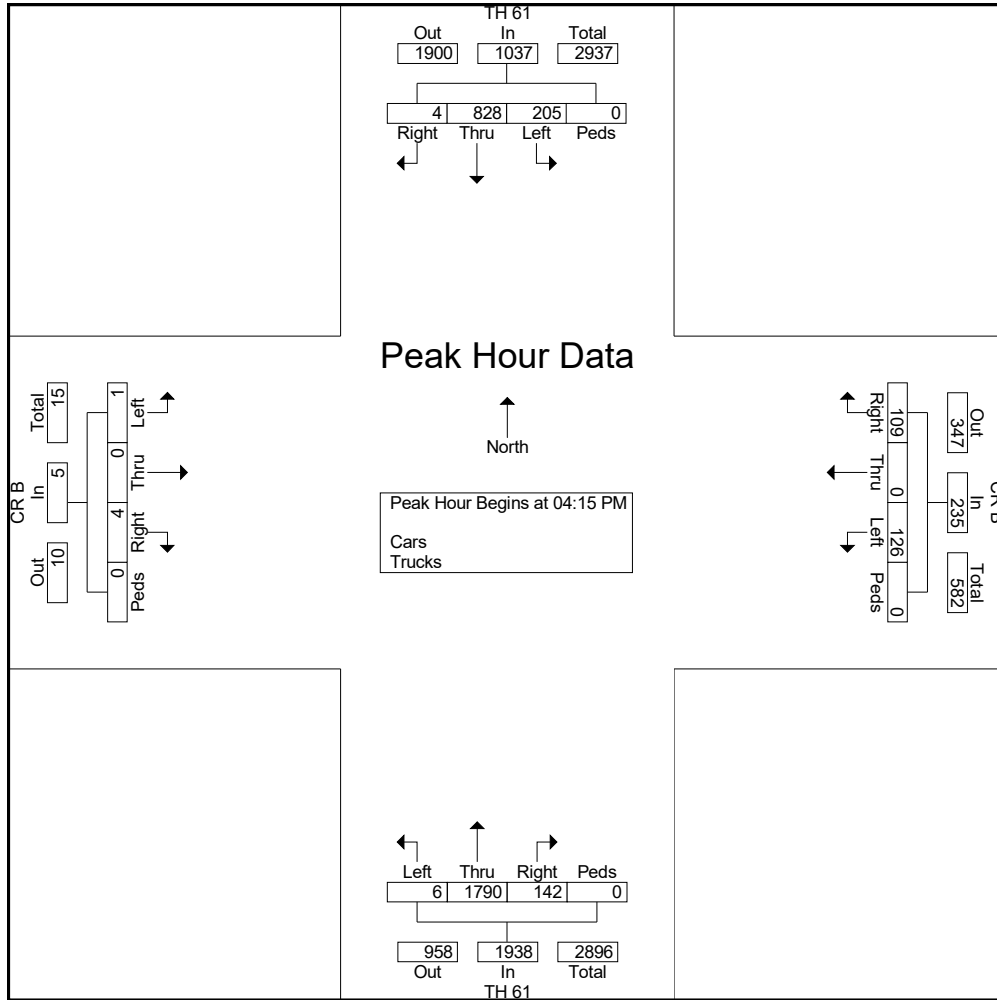 TH 61
Out In Total
1900 1037 2937
4 828 205 0
Right Thru Left Peds
Peak Hour Data
North
Peak Hour Begins at 04:15 PM
Cars
Trucks
CR B
Total In Out
15 5 10
1 0 4 0
Left Thru Right Peds
CR B
Out In Total
347 235 582
109 0 126 0
Right Thru Left Peds
Left Thru Right Peds
6 1790 142 0
958 1938 2896
Out In Total
TH 61